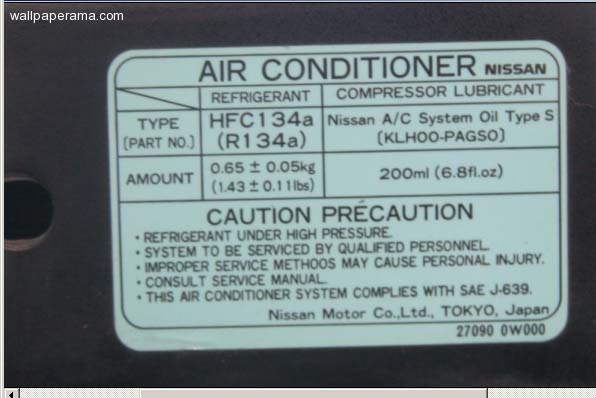 wallpaperama.com
AIR CONDITIONER NISSAN
REFRIGERANT COMPRESSOR LUBRICANT
TYPE HFC134a Nissan A/C System Oil Type S
(PART NO.) (R134a) (KLH00-PAGS0)
AMOUNT 0.65 ± 0.05kg 200ml (6.8fl.oz)
(1.43 ± 0.11lbs)
CAUTION PRÉCAUTION
• REFRIGERANT UNDER HIGH PRESSURE.
• SYSTEM TO BE SERVICED BY QUALIFIED PERSONNEL.
• IMPROPER SERVICE METHODS MAY CAUSE PERSONAL INJURY.
• CONSULT SERVICE MANUAL.
• THIS AIR CONDITIONER SYSTEM COMPLIES WITH SAE J-639.
Nissan Motor Co.,Ltd., TOKYO, Japan
27090 0W000